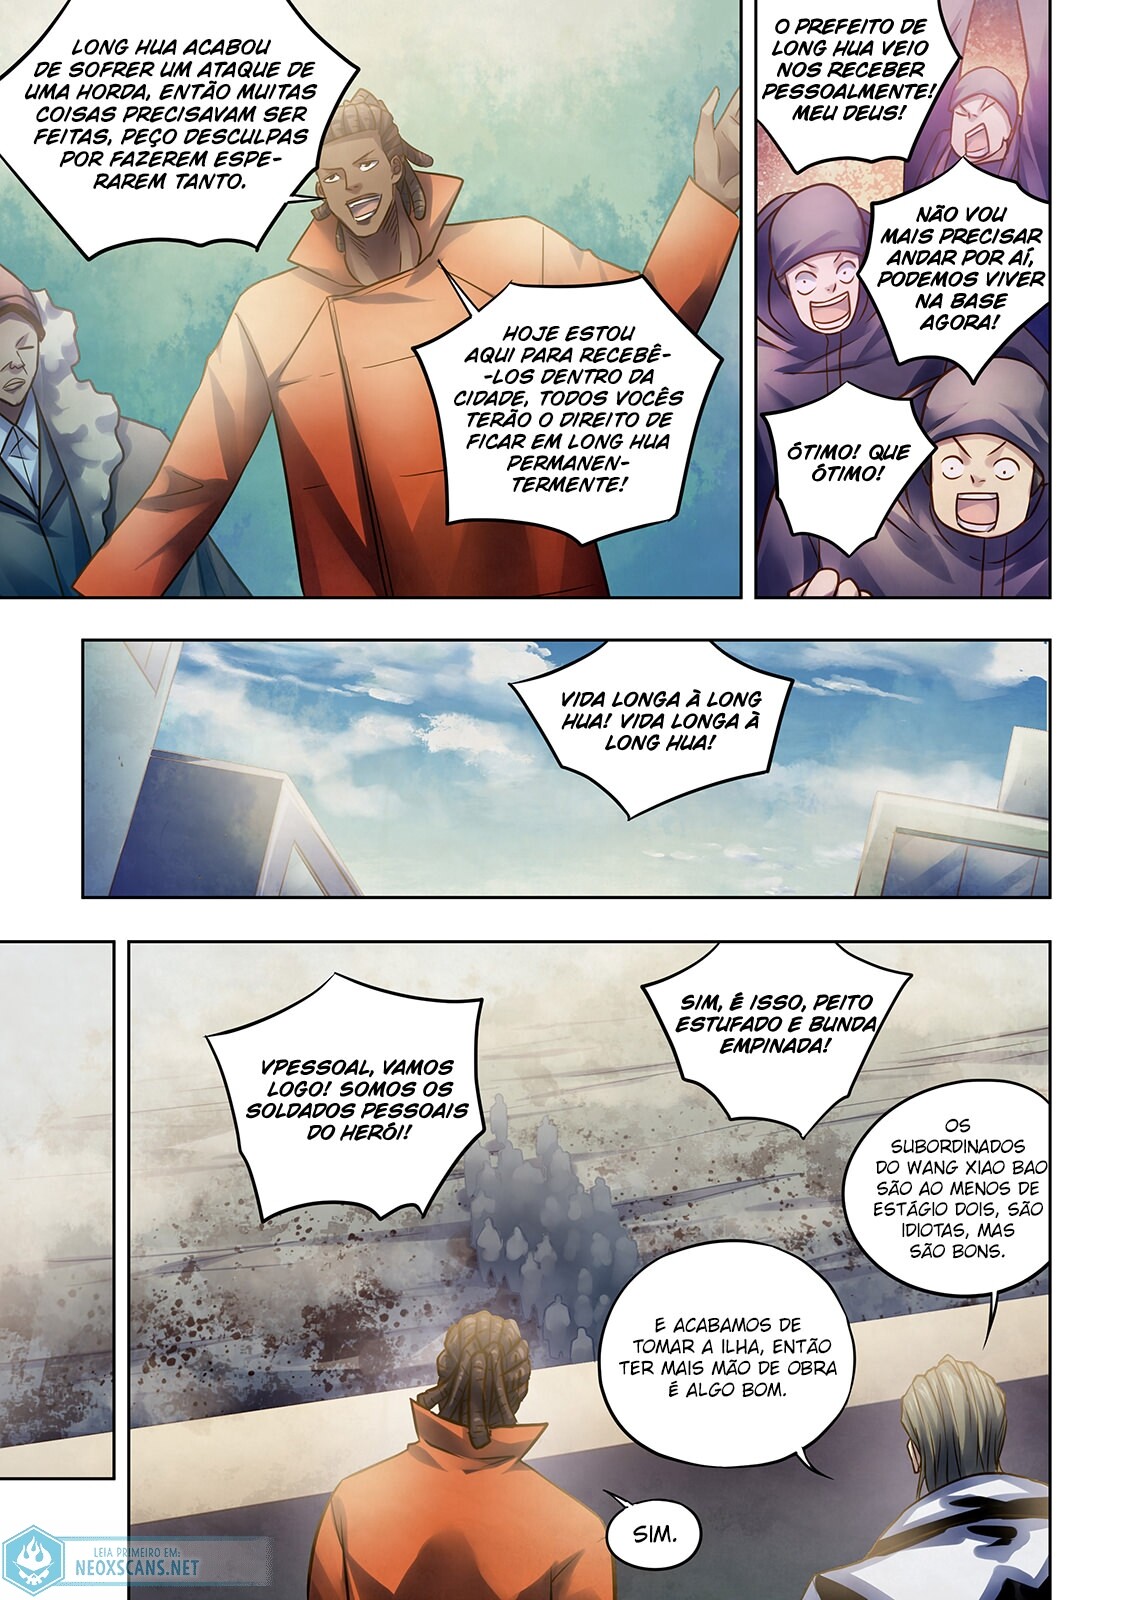 LONG HUA ACABOU
DE SOFRER UM ATAQUE DE
UMA HORDA, ENTÃO MUITAS
COISAS PRECISAVAM SER
FEITAS, PEÇO DESCULPAS
POR FAZEREM ESPE-
RAREM TANTO.
HOJE ESTOU
AQUI PARA RECEBÊ-
-LOS DENTRO DA
CIDADE, TODOS VOCÊS
TERÃO O DIREITO DE
FICAR EM LONG HUA
PERMANEN-
TERMENTE!
O PREFEITO DE
LONG HUA VEIO
NOS RECEBER
PESSOALMENTE!
MEU DEUS!
NÃO VOU
MAIS PRECISAR
ANDAR POR AÍ,
PODEMOS VIVER
NA BASE
AGORA!
ÓTIMO! QUE
ÓTIMO!
VIDA LONGA À LONG
HUA! VIDA LONGA À
LONG HUA!
VPESSOAL, VAMOS
LOGO! SOMOS OS
SOLDADOS PESSOAIS
DO HERÓI!
SIM, É ISSO, PEITO
ESTUFADO E BUNDA
EMPINADA!
OS
SUBORDINADOS
DO WANG XIAO BAO
SÃO AO MENOS DE
ESTÁGIO DOIS, SÃO
IDIOTAS, MAS
SÃO BONS.
E ACABAMOS DE
TOMAR A ILHA, ENTÃO
TER MAIS MÃO DE OBRA
É ALGO BOM.
SIM.
LEIA PRIMEIRO EM:
NEOXSCANS.NET